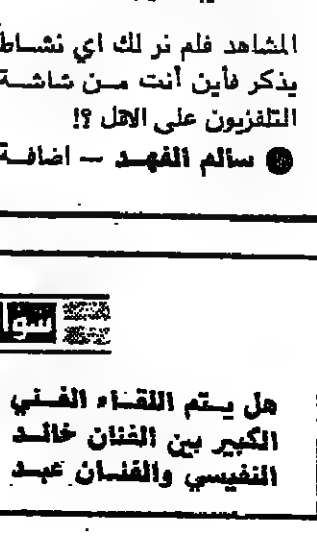 المشاهد فلم نر لك اي نشاط
يذكر فأين أنت من شاشة
التلفزيون على الاقل ؟!
سالم الفهد — اضافة
هل يتم اللقاء الفني
الكبير بين الفنان خالد
النفيسي والفنان عبد